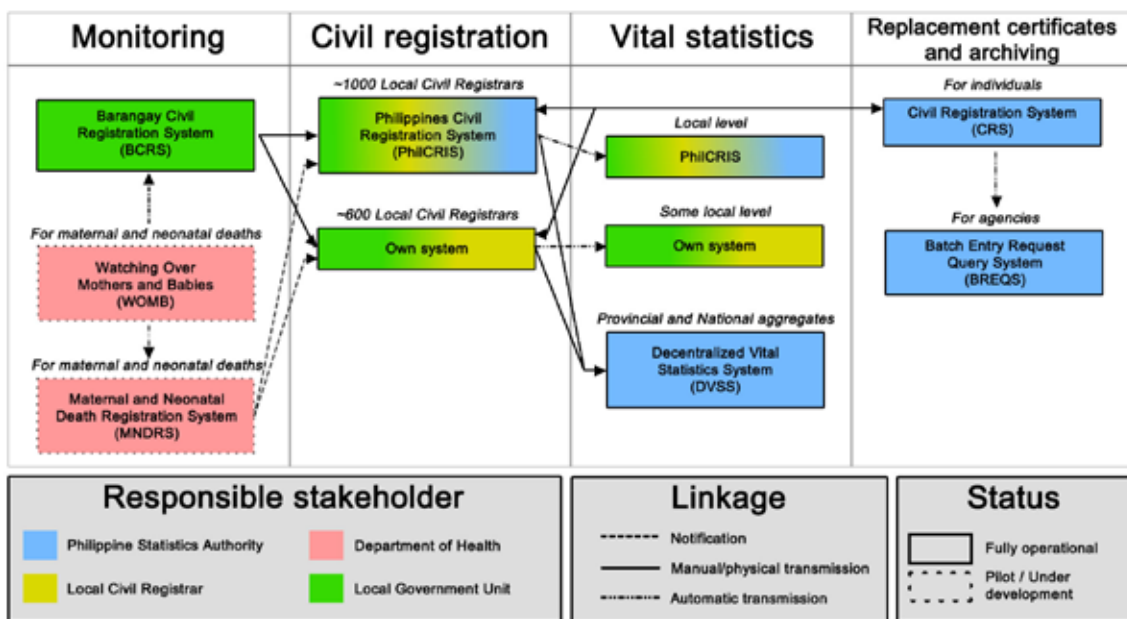 Monitoring
Civil registration
Vital statistics
Replacement certificates
and archiving
Barangay Civil
Registration System
(BCRS)
For maternal and neonatal deaths
Watching Over
Mothers and Babies
(WOMB)
For maternal and neonatal deaths
Maternal and Neonatal
Death Registration System
(MNDRS)
~1000 Local Civil Registrars
Philippines Civil
Registration System
(PhilCRIS)
~600 Local Civil Registrars
Own system
Local level
PhilCRIS
Some local level
Own system
Provincial and National aggregates
Decentralized Vital
Statistics System
(DVSS)
For individuals
Civil Registration System
(CRS)
For agencies
Batch Entry Request
Query System
(BREQS)
Responsible stakeholder
Philippine Statistics Authority
Department of Health
Local Civil Registrar
Local Government Unit
Linkage
Notification
Manual/physical transmission
Automatic transmission
Status
Fully operational
Pilot / Under
development